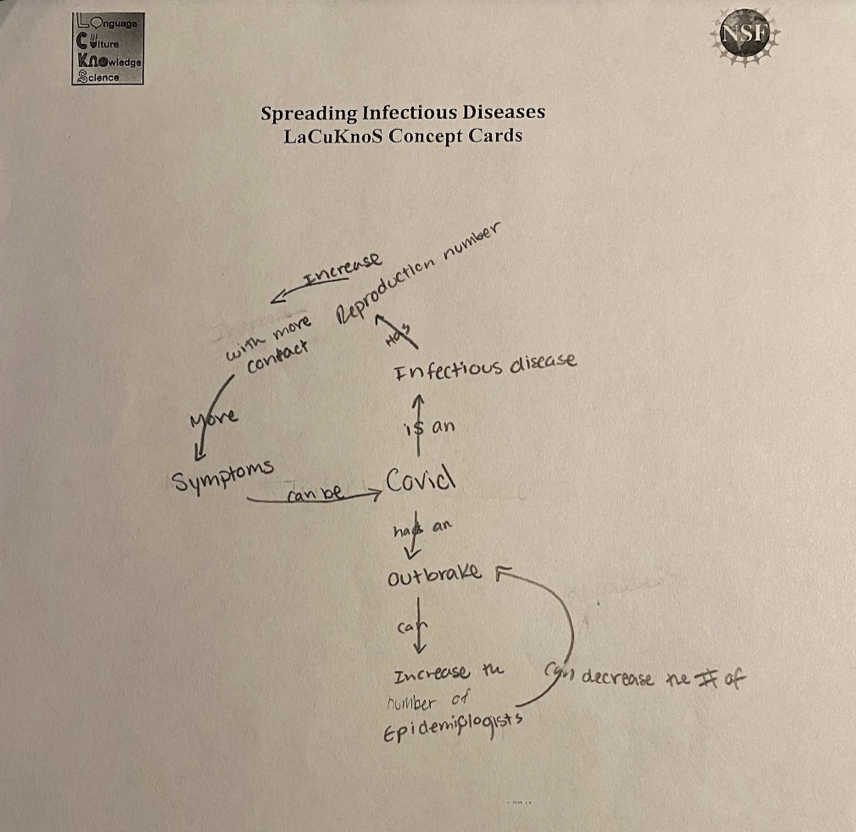 Language
Culture
Knowledge
Science
NSF
Spreading Infectious Diseases
LaCuKnoS Concept Cards
Increase
Reproduction number
with more
contact
Has
Infectious disease
More
is an
Symptoms
can be
Covid
has an
Outbrake
can
Increase the
number of
Epidemiologists
Can decrease the # of